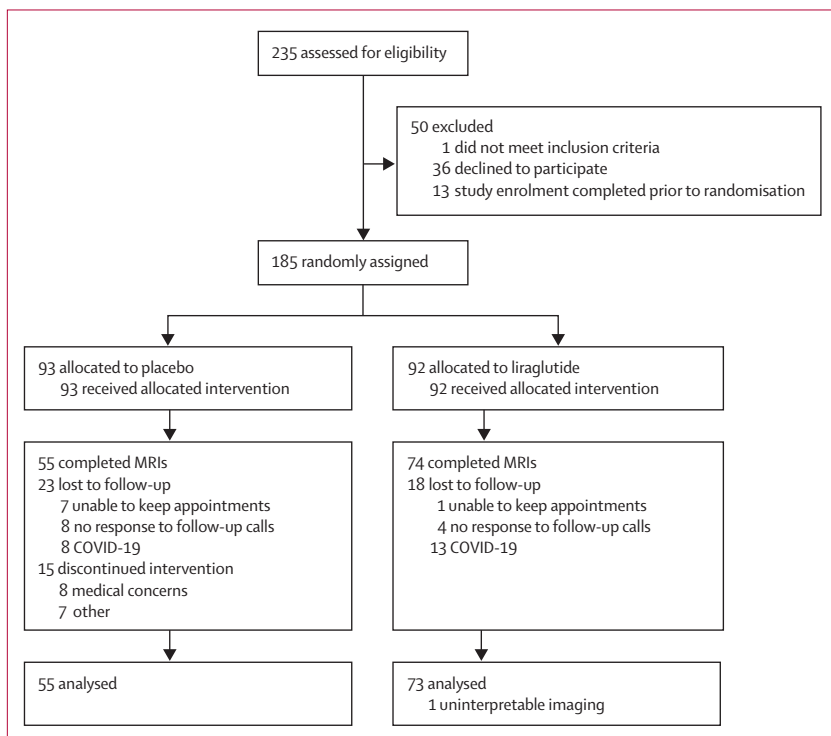 235 assessed for eligibility
50 excluded
1 did not meet inclusion criteria
36 declined to participate
13 study enrolment completed prior to randomisation
185 randomly assigned
93 allocated to placebo
93 received allocated intervention
92 allocated to liraglutide
92 received allocated intervention
55 completed MRIs
23 lost to follow-up
7 unable to keep appointments
8 no response to follow-up calls
8 COVID-19
15 discontinued intervention
8 medical concerns
7 other
74 completed MRIs
18 lost to follow-up
1 unable to keep appointments
4 no response to follow-up calls
13 COVID-19
55 analysed
73 analysed
1 uninterpretable imaging